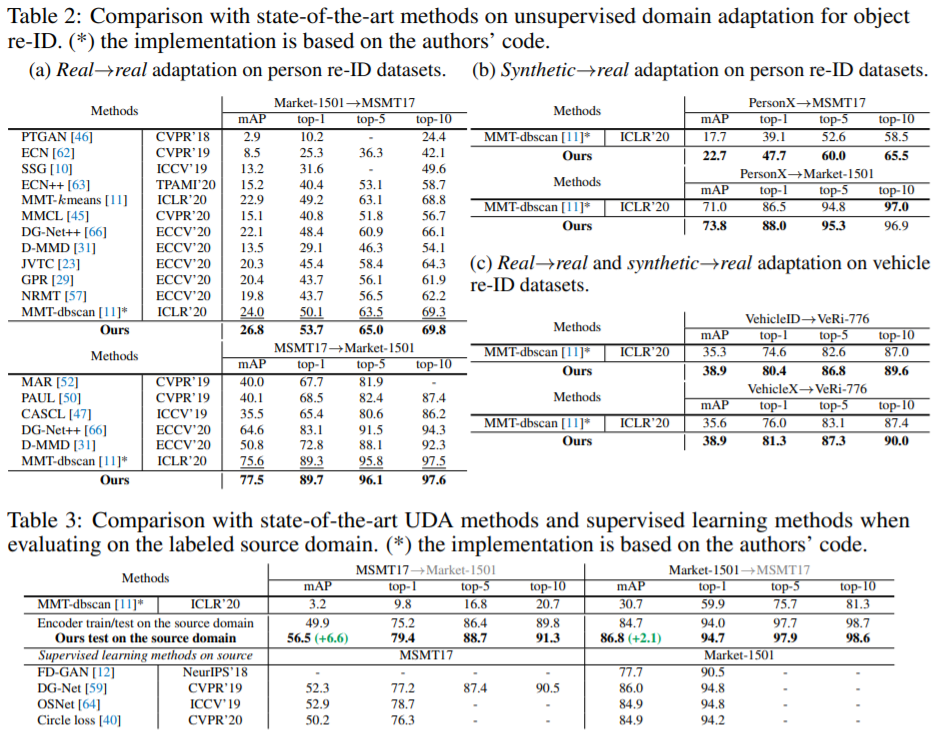 Table 2: Comparison with state-of-the-art methods on unsupervised domain adaptation for object
re-ID. (*) the implementation is based on the authors' code.
(a) Real→real adaptation on person re-ID datasets.
Methods Market-1501→MSMT17
mAP top-1 top-5 top-10
PTGAN [46] CVPR'18 2.9 10.2 - 24.4
ECN [62] CVPR'19 8.5 25.3 36.3 42.1
SSG [10] ICCV'19 13.2 31.6 - 49.6
ECN++ [63] TPAMI'20 15.2 40.4 53.1 58.7
MMT-kmeans [11] ICLR'20 22.9 49.2 63.1 68.8
MMCL [45] CVPR'20 15.1 40.8 51.8 56.7
DG-Net++ [66] ECCV'20 22.1 48.4 60.9 66.1
D-MMD [31] ECCV'20 13.5 29.1 46.3 54.1
JVTC [23] ECCV'20 20.3 45.4 58.4 64.3
GPR [29] ECCV'20 20.4 43.7 56.1 61.9
NRMT [57] ECCV'20 19.8 43.7 56.5 62.2
MMT-dbscan [11]* ICLR'20 24.0 50.1 63.5 69.3
Ours 26.8 53.7 65.0 69.8
Methods MSMT17→Market-1501
mAP top-1 top-5 top-10
MAR [52] CVPR'19 40.0 67.7 81.9 -
PAUL [50] CVPR'19 40.1 68.5 82.4 87.4
CASCL [47] ICCV'19 35.5 65.4 80.6 86.2
DG-Net++ [66] ECCV'20 64.6 83.1 91.5 94.3
D-MMD [31] ECCV'20 50.8 72.8 88.1 92.3
MMT-dbscan [11]* ICLR'20 75.6 89.3 95.8 97.5
Ours 77.5 89.7 96.1 97.6
(b) Synthetic→real adaptation on person re-ID datasets.
Methods PersonX→MSMT17
mAP top-1 top-5 top-10
MMT-dbscan [11]* ICLR'20 17.7 39.1 52.6 58.5
Ours 22.7 47.7 60.0 65.5
Methods PersonX→Market-1501
mAP top-1 top-5 top-10
MMT-dbscan [11]* ICLR'20 71.0 86.5 94.8 97.0
Ours 73.8 88.0 95.3 96.9
(c) Real→real and synthetic→real adaptation on vehicle
re-ID datasets.
Methods VehicleID→VeRi-776
mAP top-1 top-5 top-10
MMT-dbscan [11]* ICLR'20 35.3 74.6 82.6 87.0
Ours 38.9 80.4 86.8 89.6
Methods VehicleX→VeRi-776
mAP top-1 top-5 top-10
MMT-dbscan [11]* ICLR'20 35.6 76.0 83.1 87.4
Ours 38.9 81.3 87.3 90.0
Table 3: Comparison with state-of-the-art UDA methods and supervised learning methods when
evaluating on the labeled source domain. (*) the implementation is based on the authors' code.
Methods MSMT17→Market-1501 Market-1501→MSMT17
mAP top-1 top-5 top-10 mAP top-1 top-5 top-10
MMT-dbscan [11]* ICLR'20 3.2 9.8 16.8 20.7 30.7 59.9 75.7 81.3
Encoder train/test on the source domain 49.9 75.2 86.4 89.8 84.7 94.0 97.7 98.7
Ours test on the source domain 56.5 (+6.6) 79.4 88.7 91.3 86.8 (+2.1) 94.7 97.9 98.6
Supervised learning methods on source MSMT17 Market-1501
FD-GAN [12] NeurIPS'18 - - - - 77.7 90.5 - -
DG-Net [59] CVPR'19 52.3 77.2 87.4 90.5 86.0 94.8 - -
OSNet [64] ICCV'19 52.9 78.7 - - 84.9 94.8 - -
Circle loss [40] CVPR'20 50.2 76.3 - - 84.9 94.2 - -